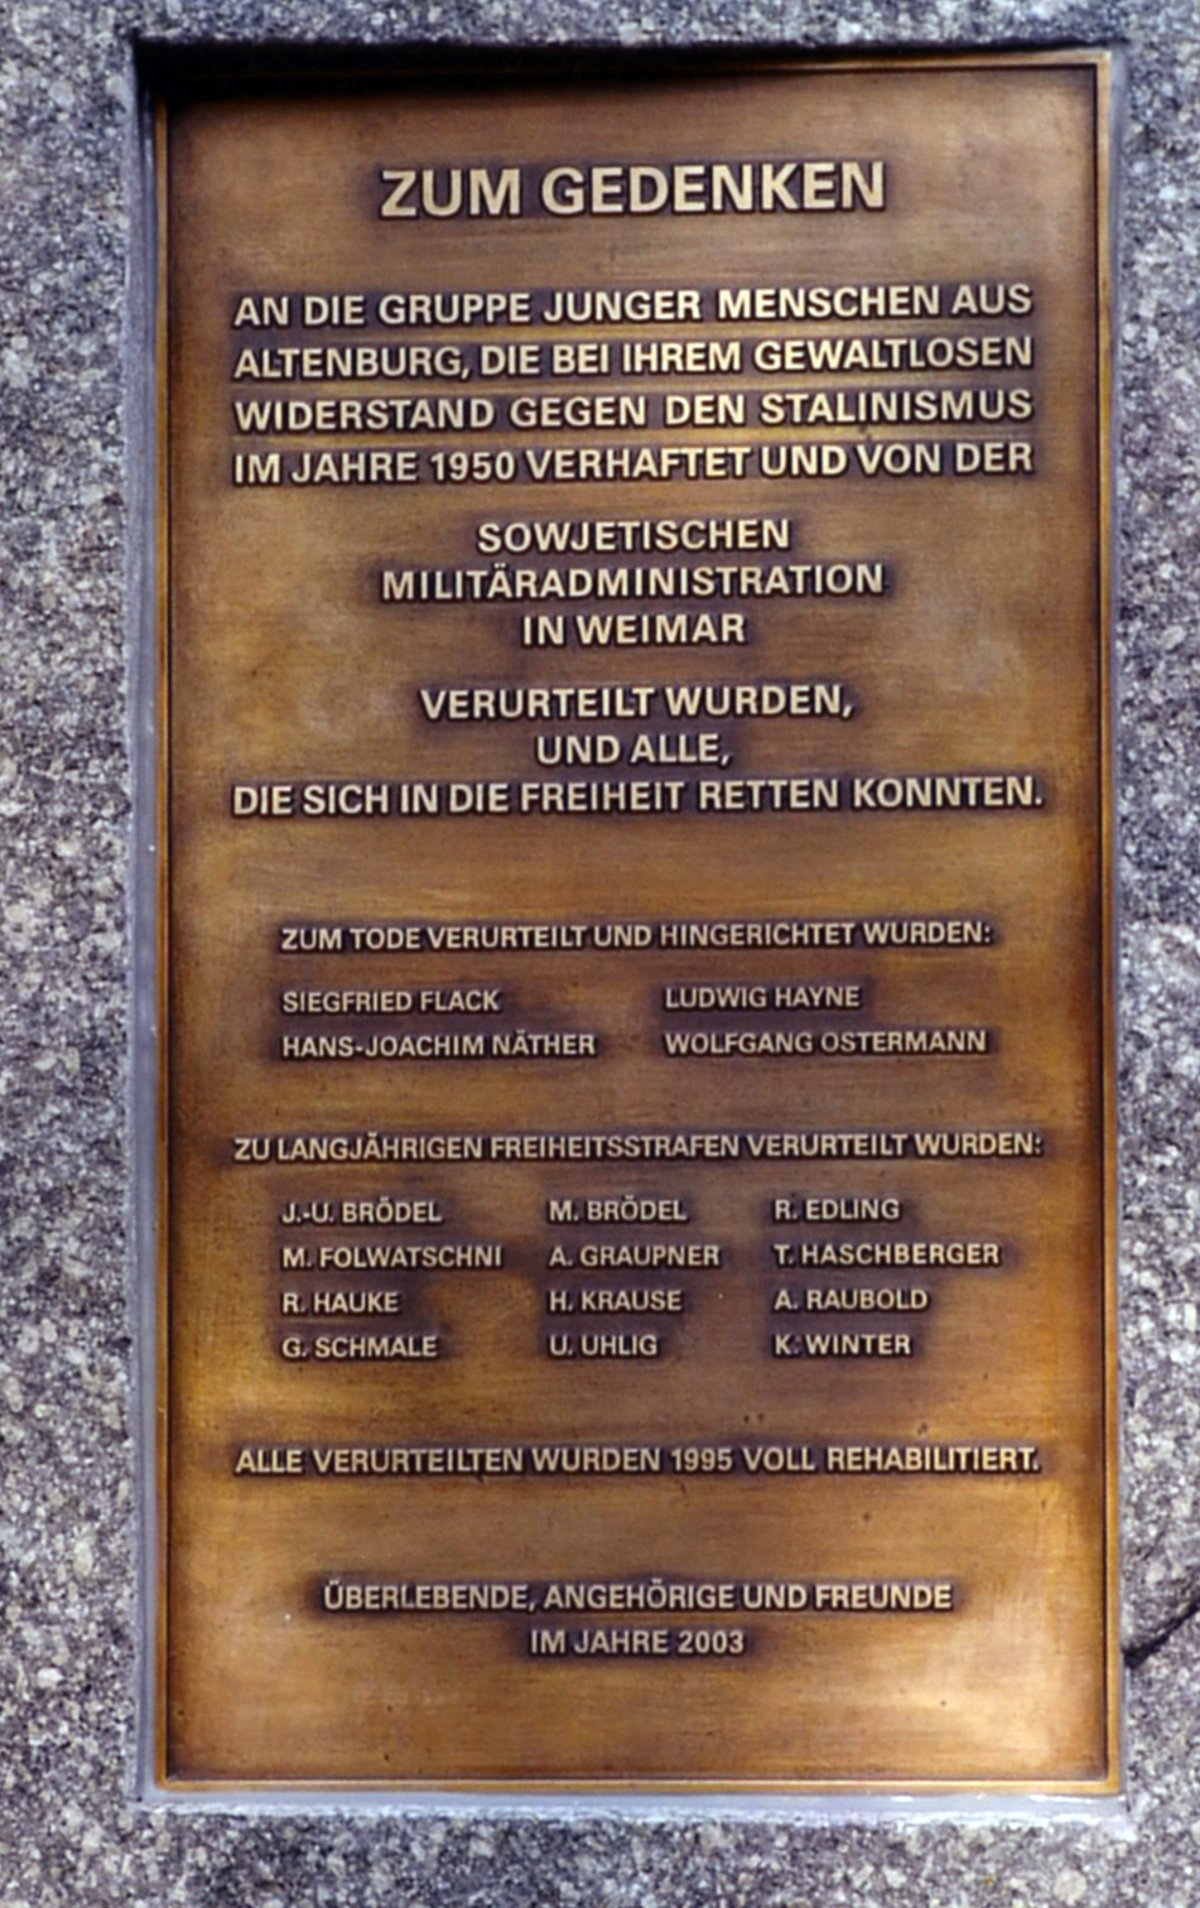 ZUM GEDENKEN
AN DIE GRUPPE JUNGER MENSCHEN AUS
ALTENBURG, DIE BEI IHREM GEWALTLOSEN
WIDERSTAND GEGEN DEN STALINISMUS
IM JAHRE 1950 VERHAFTET UND VON DER
SOWJETISCHEN
MILITÄRADMINISTRATION
IN WEIMAR
VERURTEILT WURDEN,
UND ALLE,
DIE SICH IN DIE FREIHEIT RETTEN KONNTEN.
ZUM TODE VERURTEILT UND HINGERICHTET WURDEN:
SIEGFRIED FLACK LUDWIG HAYNE
HANS-JOACHIM NÄTHER WOLFGANG OSTERMANN
ZU LANGJÄHRIGEN FREIHEITSSTRAFEN VERURTEILT WURDEN:
J.-U. BRÖDEL M. BRÖDEL R. EDLING
M. FOLWATSCHNI A. GRAUPNER T. HASCHBERGER
R. HAUKE H. KRAUSE A. RAUBOLD
G. SCHMALE U. UHLIG K. WINTER
ALLE VERURTEILTEN WURDEN 1995 VOLL REHABILITIERT.
ÜBERLEBENDE, ANGEHÖRIGE UND FREUNDE
IM JAHRE 2003